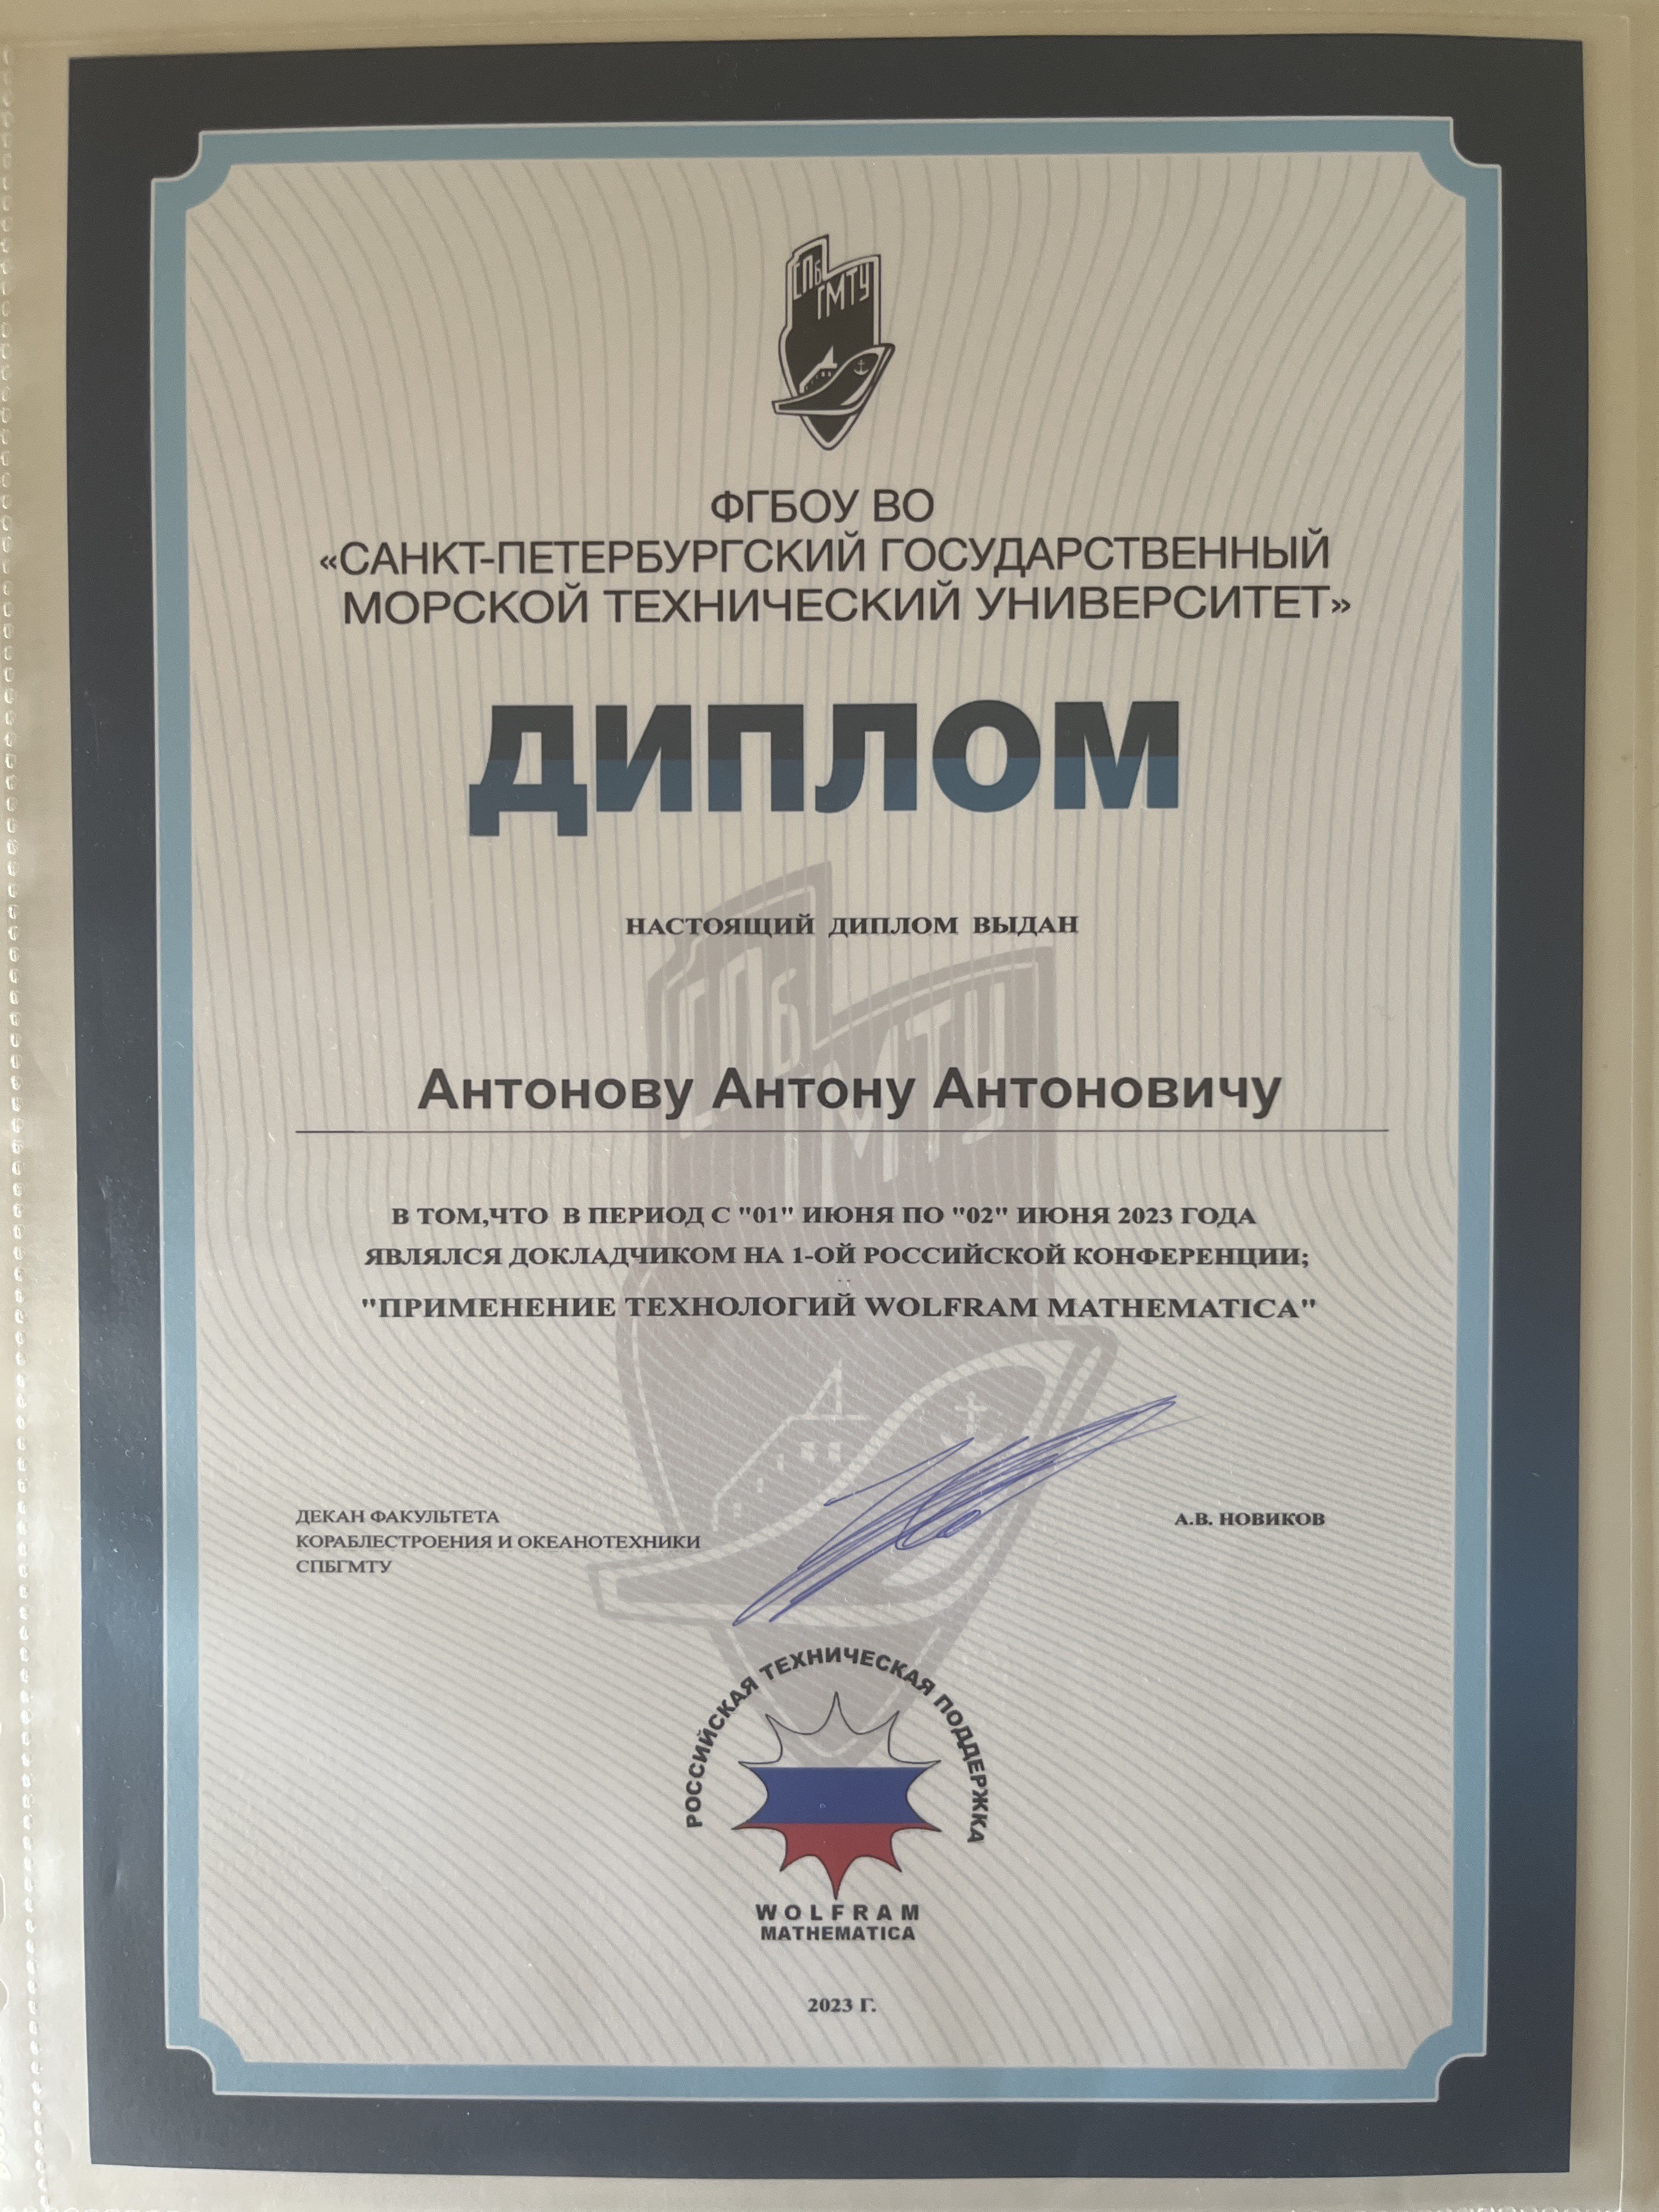 СПб
ГМТУ
ФГБОУ ВО
«САНКТ-ПЕТЕРБУРГСКИЙ ГОСУДАРСТВЕННЫЙ
МОРСКОЙ ТЕХНИЧЕСКИЙ УНИВЕРСИТЕТ»
ДИПЛОМ
НАСТОЯЩИЙ ДИПЛОМ ВЫДАН
СПб
ГМТУ
Антонову Антону Антоновичу
В ТОМ,ЧТО В ПЕРИОД С "01" ИЮНЯ ПО "02" ИЮНЯ 2023 ГОДА
ЯВЛЯЛСЯ ДОКЛАДЧИКОМ НА 1-ОЙ РОССИЙСКОЙ КОНФЕРЕНЦИИ;
"ПРИМЕНЕНИЕ ТЕХНОЛОГИЙ WOLFRAM MATHEMATICA"
ДЕКАН ФАКУЛЬТЕТА
КОРАБЛЕСТРОЕНИЯ И ОКЕАНОТЕХНИКИ
СПБГМТУ
А.В. НОВИКОВ
РОССИЙСКАЯ ТЕХНИЧЕСКАЯ ПОДДЕРЖКА
WOLFRAM
MATHEMATICA
2023 Г.